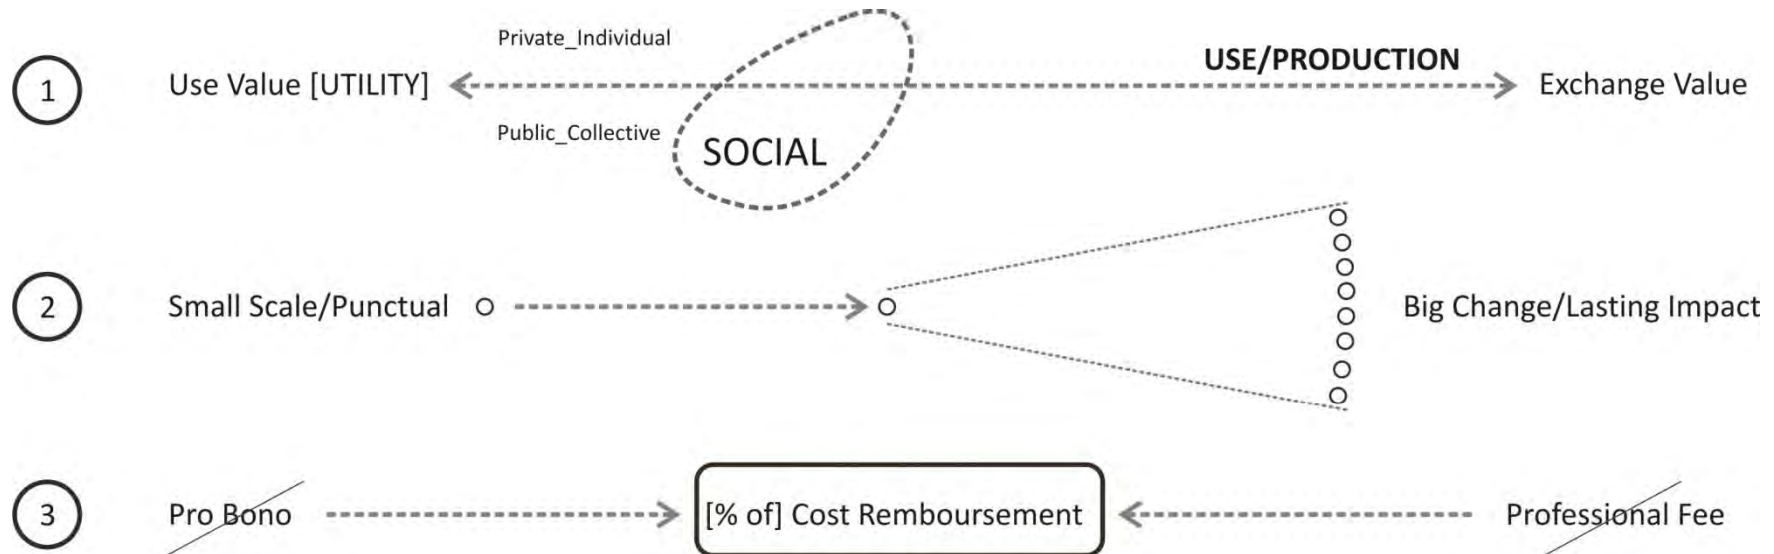 Private_Individual
USE/PRODUCTION
1
Use Value [UTILITY]
Exchange Value
Public_Collective
SOCIAL
2
Small Scale/Punctual
Big Change/Lasting Impact
3
Pro Bono
[% of] Cost Remboursement
Professional Fee